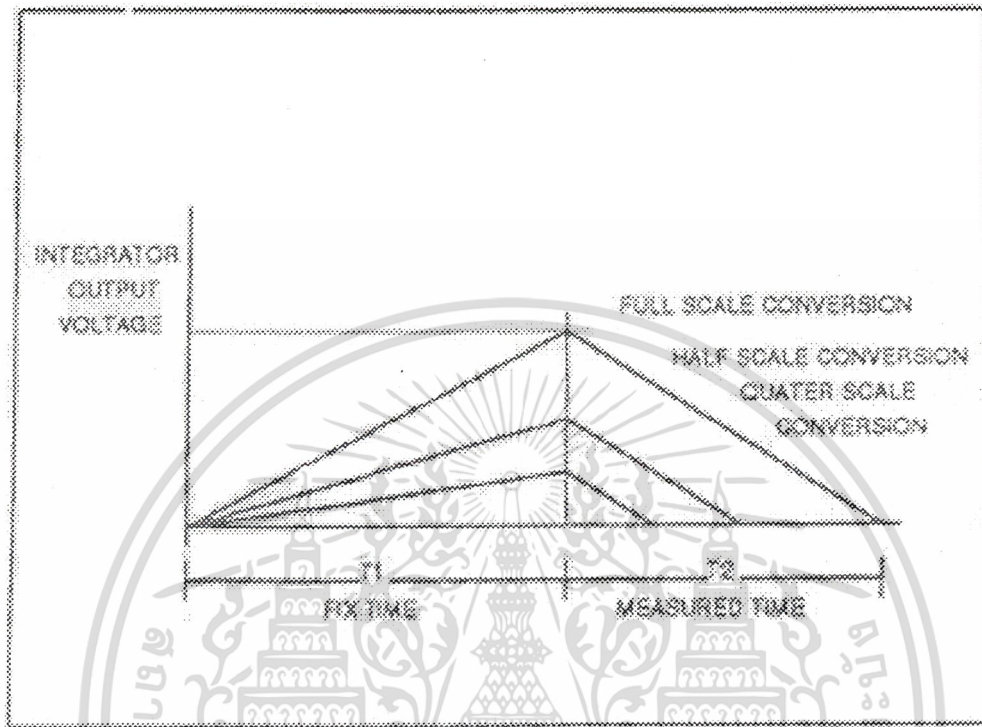 INTEGRATOR
OUTPUT
VOLTAGE
FULL SCALE CONVERSION
HALF SCALE CONVERSION
QUATER SCALE
CONVERSION
T1
T2
FIX TIME
MEASURED TIME